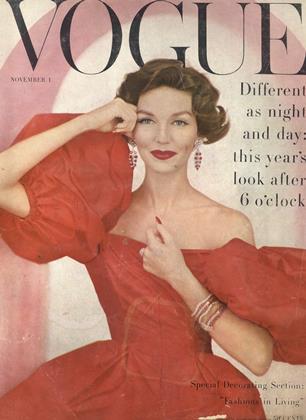 VOGUE
NOVEMBER 1
Different
as night
and day:
this year's
look after
6 o'clock
Special Decorating Section:
"Fashions in Living"